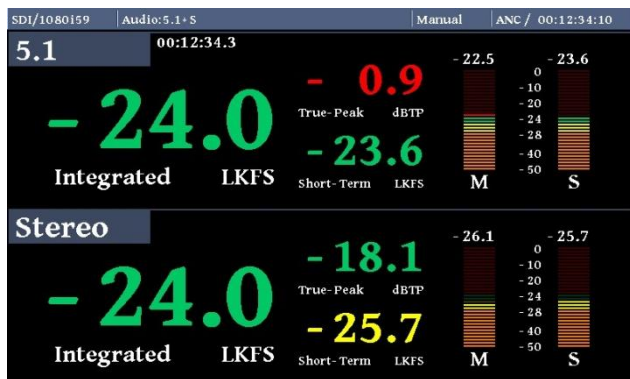 SDI/1080i59 Audio:5.1+S Manual ANC / 00:12:34:10
5.1 00:12:34.3
- 24.0
Integrated LKFS
- 0.9
True-Peak dBTP
- 23.6
Short-Term LKFS
- 22.5 - 23.6
0
- 10
- 20
- 24
- 28
- 40
- 50
M S
Stereo
- 24.0
Integrated LKFS
- 18.1
True-Peak dBTP
- 25.7
Short-Term LKFS
- 26.1 - 25.7
0
- 10
- 20
- 24
- 28
- 40
- 50
M S